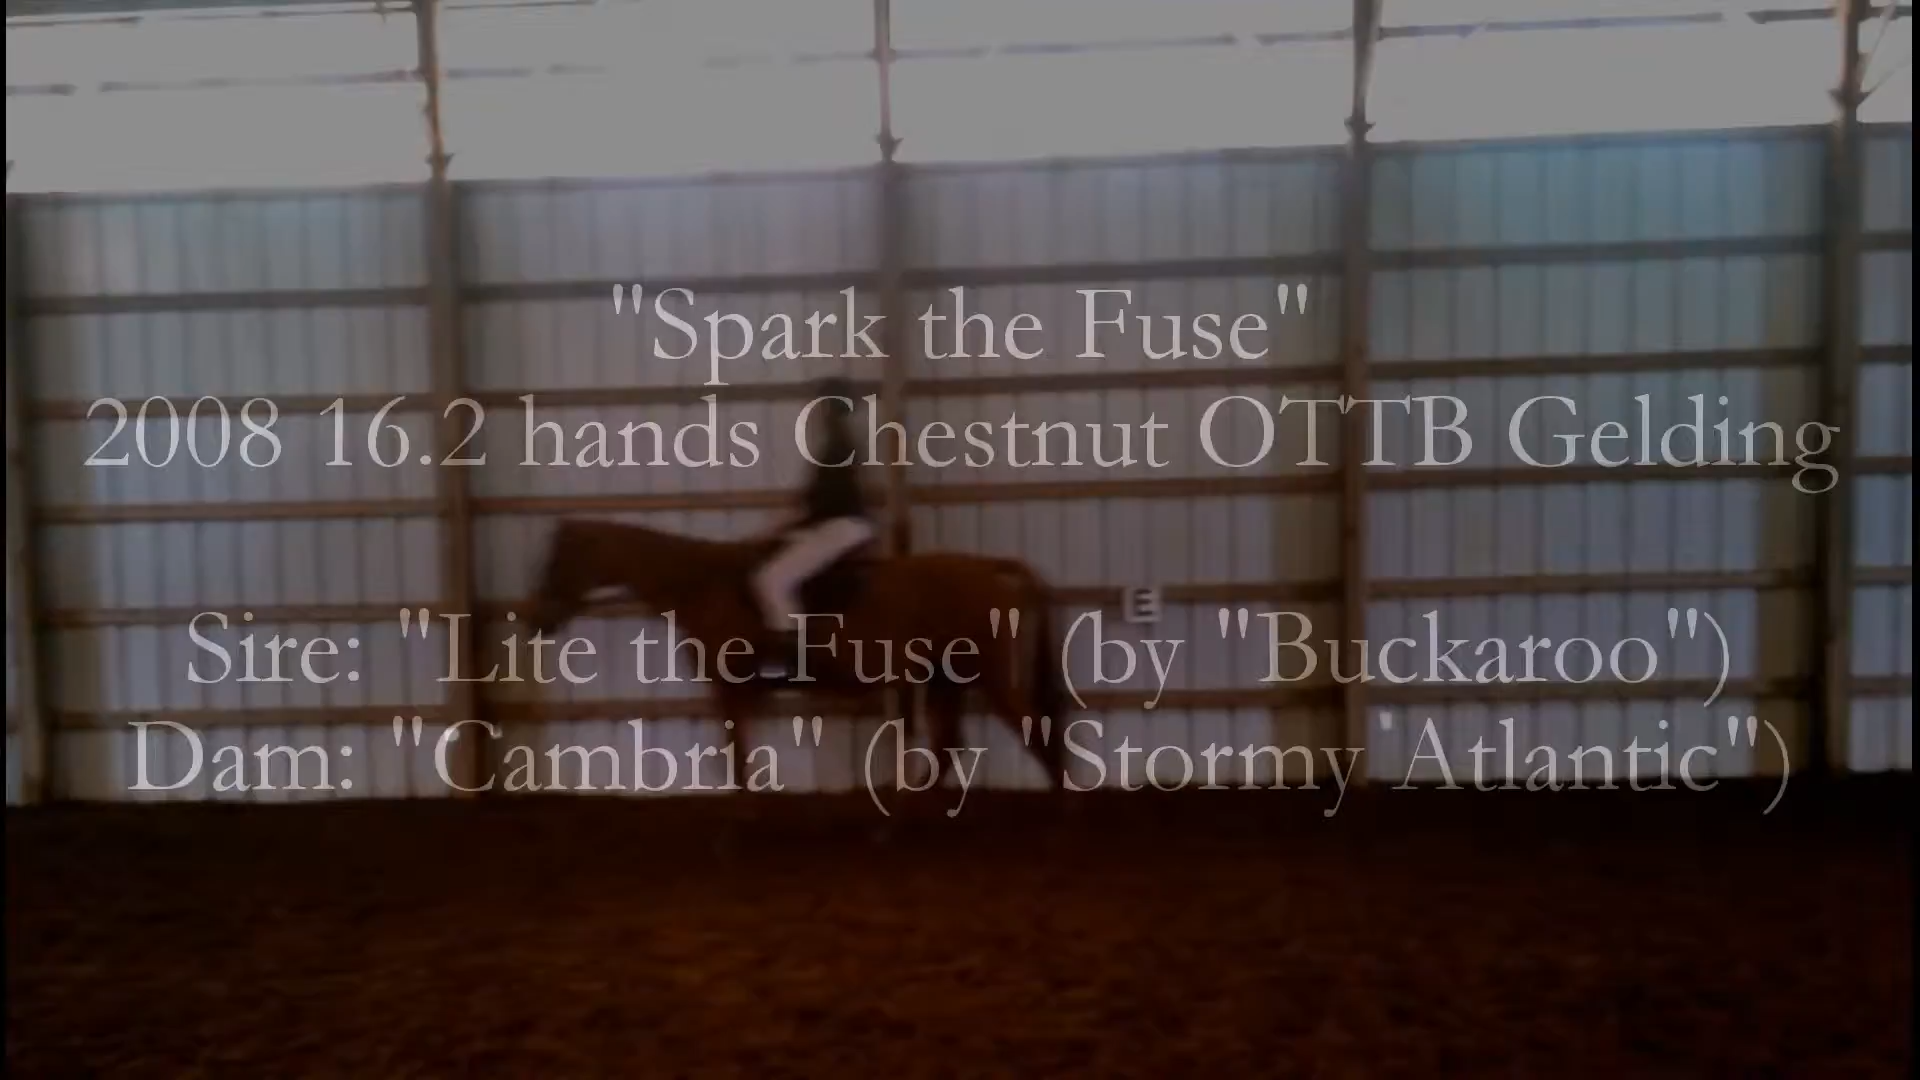 "Spark the Fuse"
2008 16.2 hands Chestnut OTTB Gelding
Sire: "Lite the Fuse" (by "Buckaroo")
Dam: "Cambria" (by "Stormy Atlantic")
E